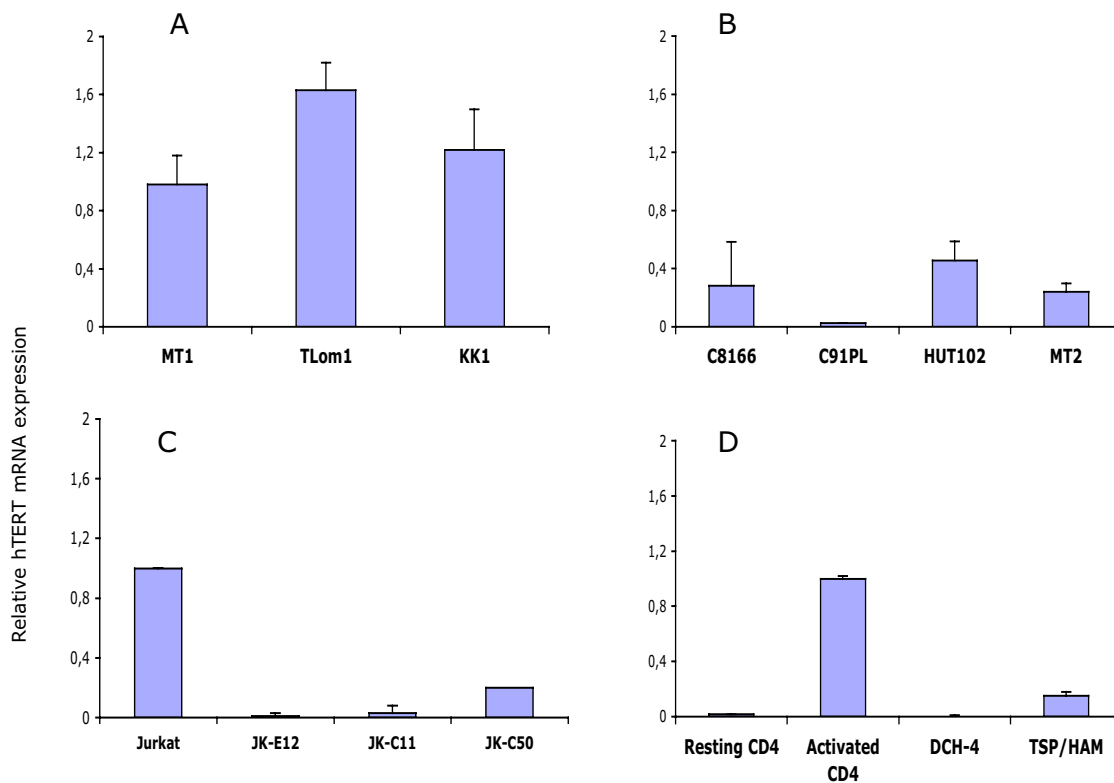 A
2
1,6
1,2
0,8
0,4
0
MT1 TLom1 KK1
B
2
1,6
1,2
0,8
0,4
0
C8166 C91PL HUT102 MT2
Relative hTERT mRNA expression
C
2
1,6
1,2
0,8
0,4
0
Jurkat JK-E12 JK-C11 JK-C50
D
2
1,6
1,2
0,8
0,4
0
Resting CD4 Activated DCH-4 TSP/HAM
CD4